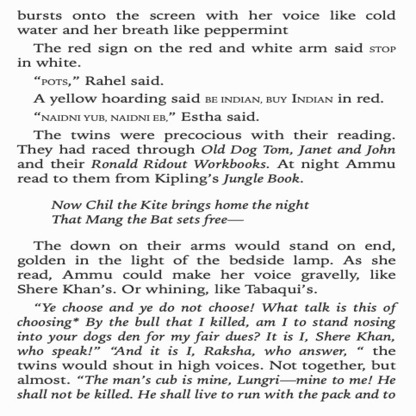 bursts onto the screen with her voice like cold
water and her breath like peppermint
The red sign on the red and white arm said STOP
in white.
“POTS,” Rahel said.
A yellow hoarding said BE INDIAN, BUY INDIAN in red.
“NAIDNI YUB, NAIDNI EB,” Estha said.
The twins were precocious with their reading.
They had raced through Old Dog Tom, Janet and John
and their Ronald Ridout Workbooks. At night Ammu
read to them from Kipling’s Jungle Book.
Now Chil the Kite brings home the night
That Mang the Bat sets free—
The down on their arms would stand on end,
golden in the light of the bedside lamp. As she
read, Ammu could make her voice gravelly, like
Shere Khan’s. Or whining, like Tabaqui’s.
“Ye choose and ye do not choose! What talk is this of
choosing* By the bull that I killed, am I to stand nosing
into your dogs den for my fair dues? It is I, Shere Khan,
who speak!” “And it is I, Raksha, who answer, “ the
twins would shout in high voices. Not together, but
almost. “The man’s cub is mine, Lungri—mine to me! He
shall not be killed. He shall live to run with the pack and to